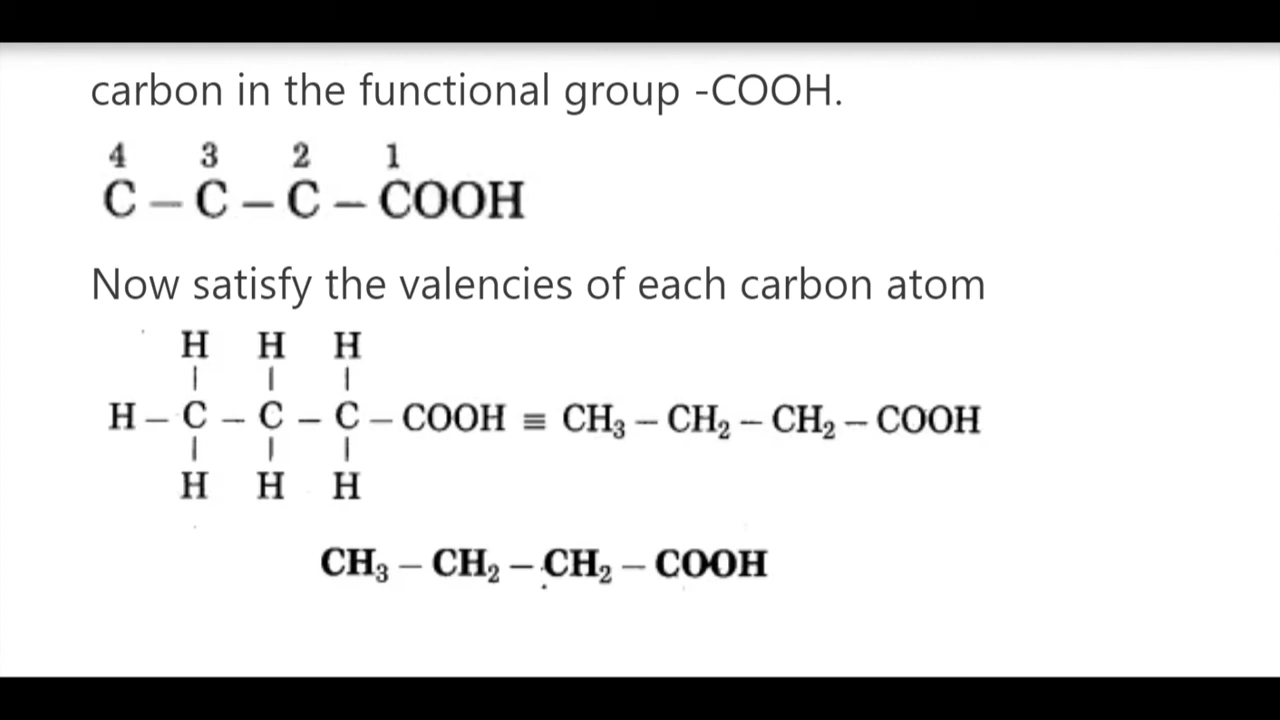 carbon in the functional group -COOH.
4 3 2 1
C – C – C – COOH
Now satisfy the valencies of each carbon atom
H H H
| | |
H – C – C – C – COOH ≡ CH₃ – CH₂ – CH₂ – COOH
| | |
H H H
CH₃ – CH₂ – CH₂ – COOH